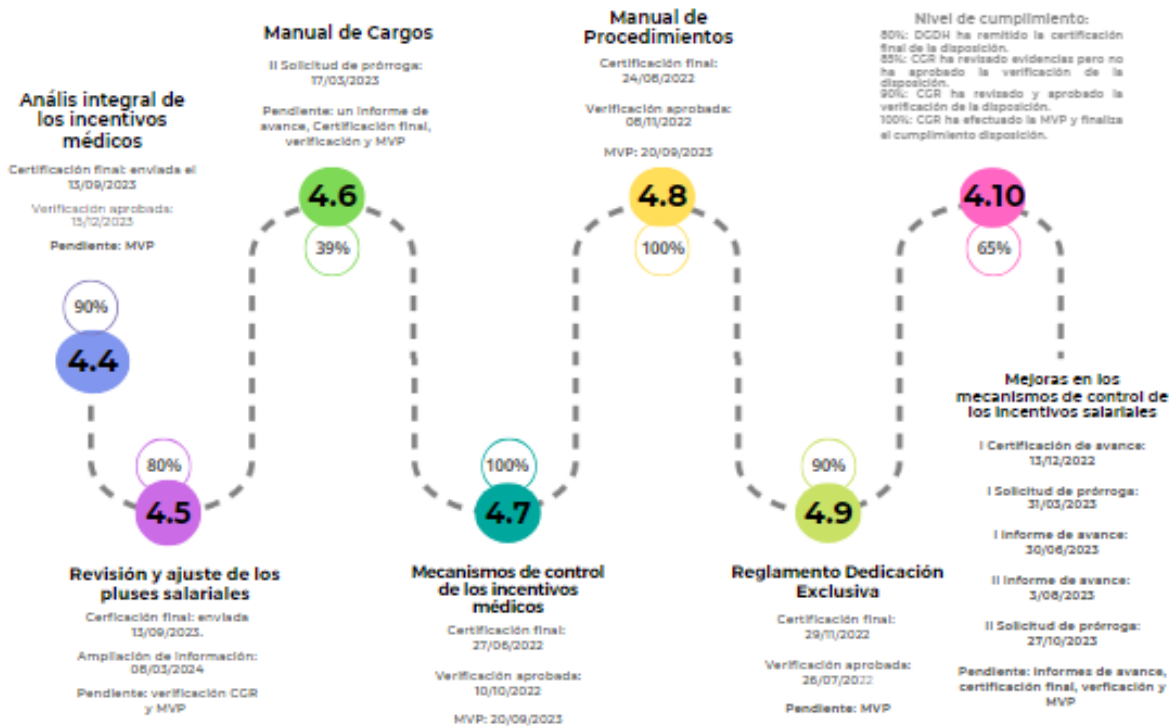 Anális integral de
los incentivos
médicos
Certificación final: enviada el
13/09/2023
Verificación aprobada:
13/12/2023
Pendiente: MVP
90%
4.4
80%
4.5
Revisión y ajuste de los
pluses salariales
Cerficación final: enviada
13/09/2023.
Ampliación de información:
08/03/2024
Pendiente: verificación CGR
y MVP
Manual de Cargos
II Solicitud de prórroga:
17/03/2023
Pendiente: un informe de
avance, Certificación final,
verificación y MVP
4.6
39%
100%
4.7
Mecanismos de control
de los incentivos
médicos
Certificación final:
27/06/2022
Verificación aprobada:
10/10/2022
MVP: 20/09/2023
Manual de
Procedimientos
Certificación final:
24/08/2022
Verificación aprobada:
08/11/2022
MVP: 20/09/2023
4.8
100%
90%
4.9
Reglamento Dedicación
Exclusiva
Certificación final:
29/11/2022
Verificación aprobada:
26/07/2022
Pendiente: MVP
Nivel de cumplimiento:
80%: DGDH ha remitido la certificación
final de la disposición.
85%: CGR ha revisado evidencias pero no
ha aprobado la verificación de la
disposición.
90%: CGR ha revisado y aprobado la
verificación de la disposición.
100%: CGR ha efectuado la MVP y finaliza
el cumplimiento disposición.
4.10
65%
Mejoras en los
mecanismos de control de
los incentivos salariales
I Certificación de avance:
13/12/2022
I Solicitud de prórroga:
31/03/2023
I Informe de avance:
30/06/2023
II Informe de avance:
3/08/2023
II Solicitud de prórroga:
27/10/2023
Pendiente: informes de avance,
certificación final, verficación y
MVP